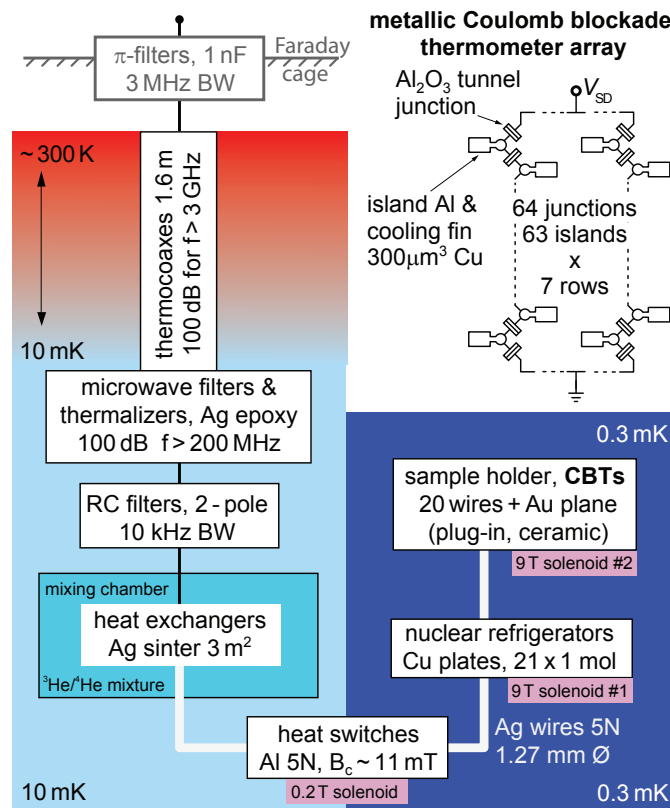 π-filters, 1 nF
3 MHz BW
Faraday
cage
~ 300 K
10 mK
thermocoaxes 1.6 m
100 dB for f > 3 GHz
microwave filters &
thermalizers, Ag epoxy
100 dB f > 200 MHz
RC filters, 2 - pole
10 kHz BW
mixing chamber
heat exchangers
Ag sinter 3 m²
³He/⁴He mixture
10 mK
heat switches
Al 5N, B_c ~ 11 mT
0.2 T solenoid
metallic Coulomb blockade
thermometer array
Al₂O₃ tunnel
junction
V_SD
island Al &
cooling fin
300μm³ Cu
64 junctions
63 islands
x
7 rows
0.3 mK
sample holder, CBTs
20 wires + Au plane
(plug-in, ceramic)
9 T solenoid #2
nuclear refrigerators
Cu plates, 21 x 1 mol
9 T solenoid #1
Ag wires 5N
1.27 mm Ø
0.3 mK